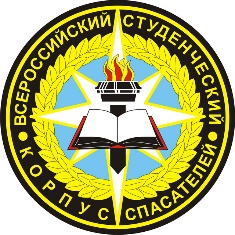 ВСЕРОССИЙСКИЙ СТУДЕНЧЕСКИЙ
КОРПУС СПАСАТЕЛЕЙ